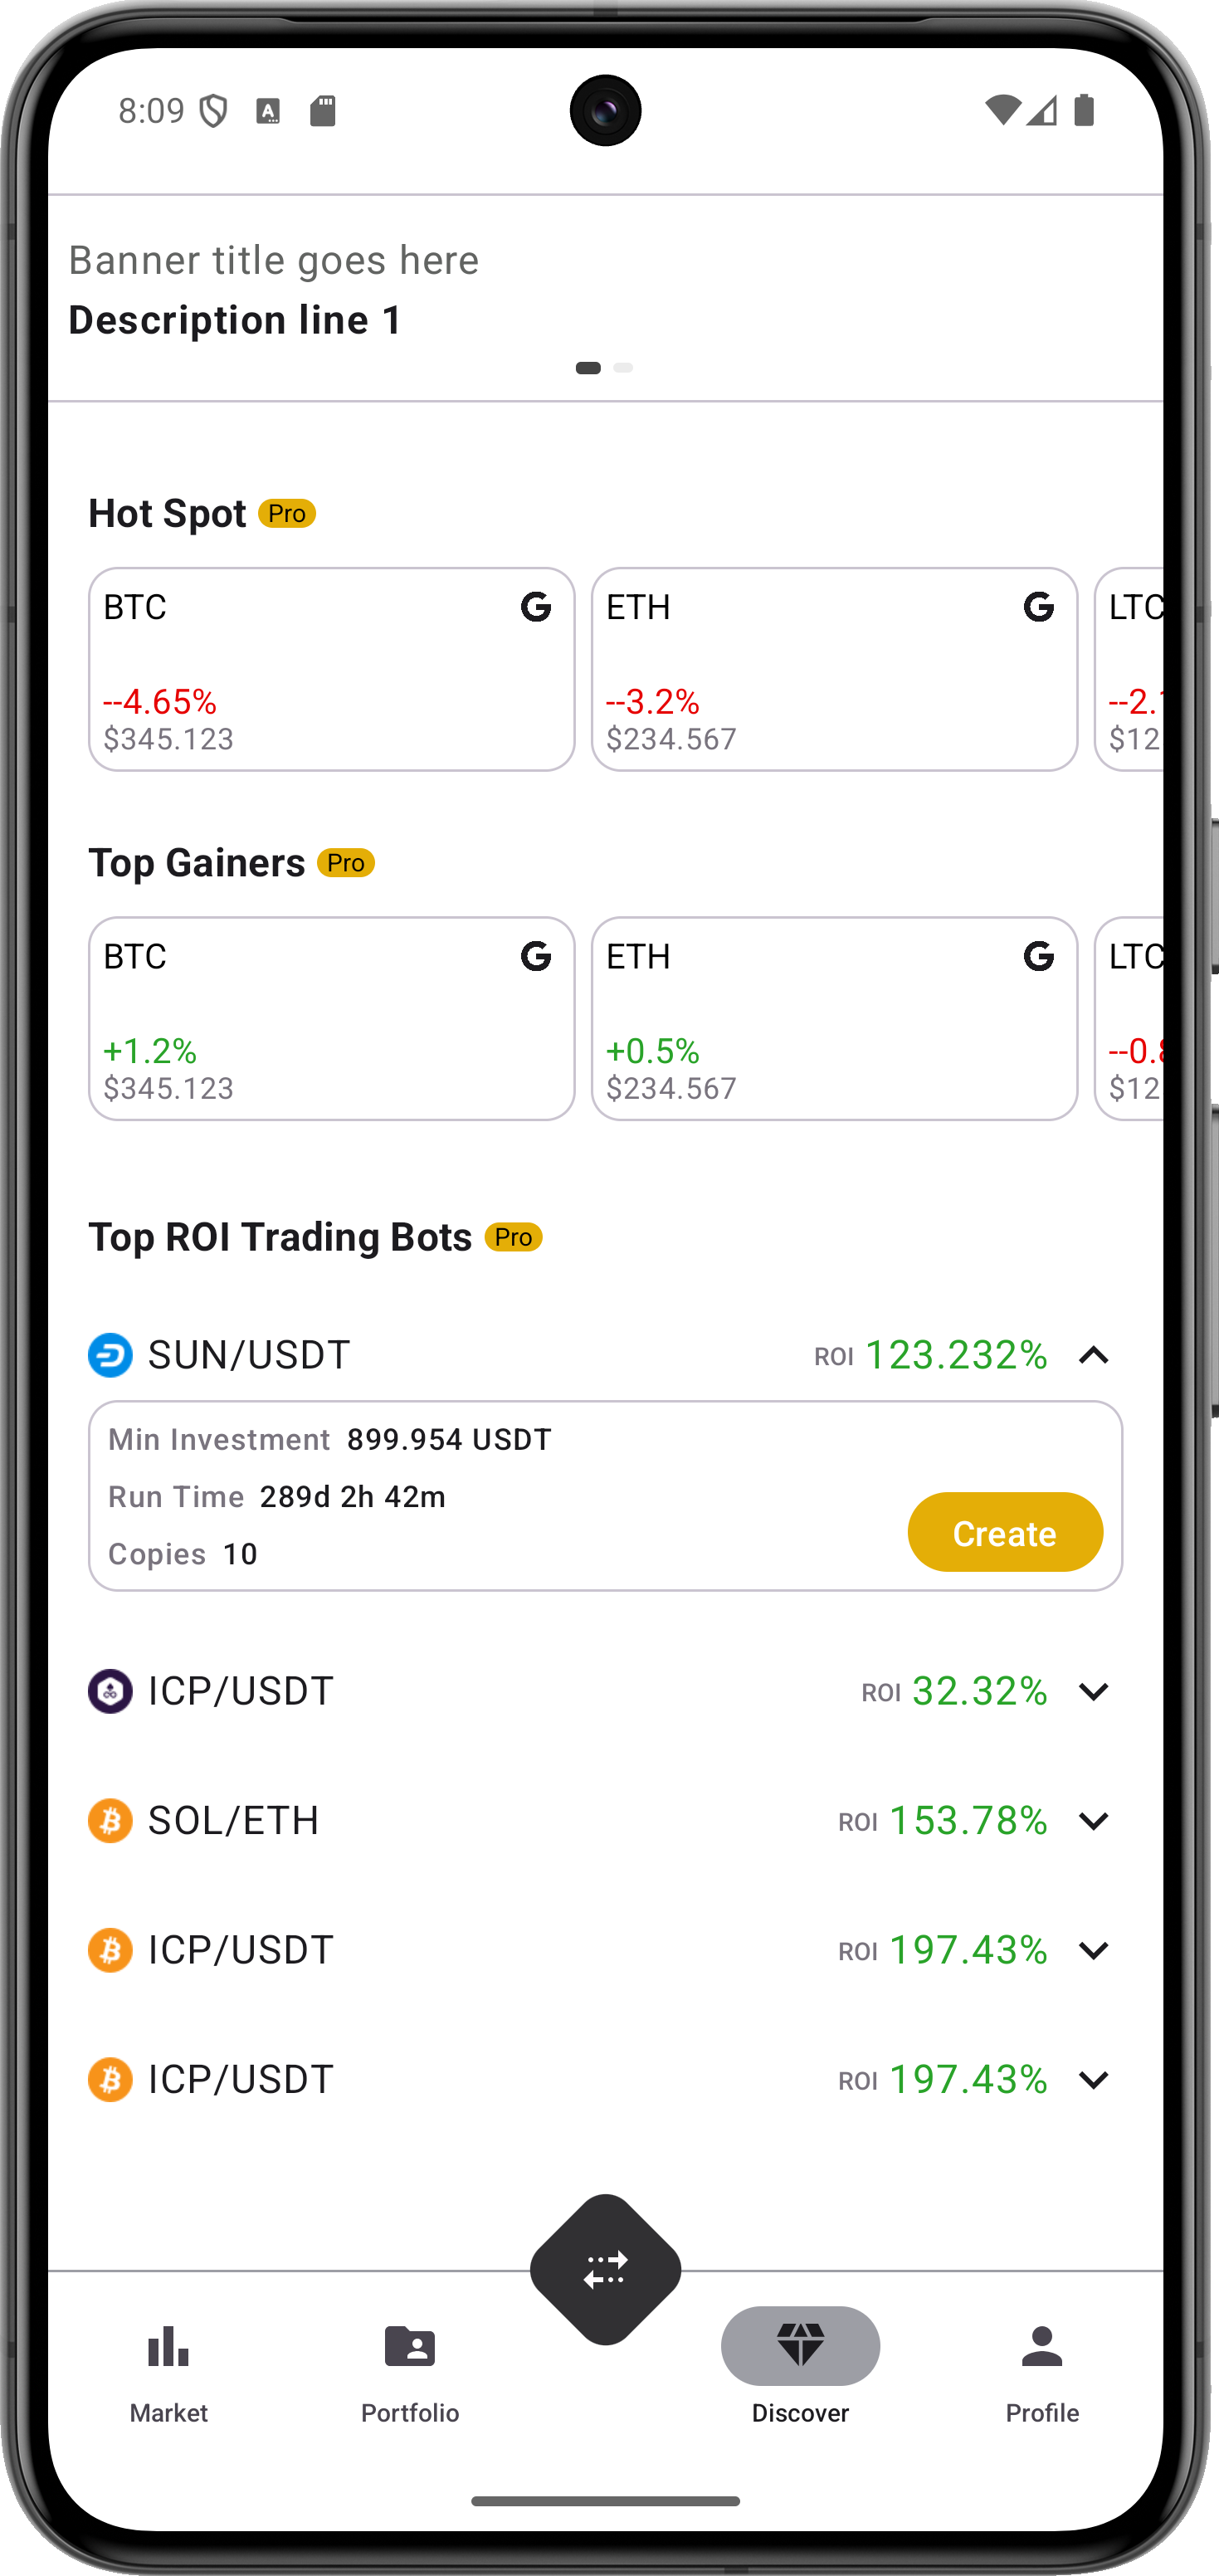 8:09
Banner title goes here
Description line 1
Hot Spot Pro
BTC ETH LTC
--4.65% --3.2% --2.
$345.123 $234.567 $12
Top Gainers Pro
BTC ETH LTC
+1.2% +0.5% --0.8
$345.123 $234.567 $12
Top ROI Trading Bots Pro
SUN/USDT ROI 123.232%
Min Investment 899.954 USDT
Run Time 289d 2h 42m
Copies 10
Create
ICP/USDT ROI 32.32%
SOL/ETH ROI 153.78%
ICP/USDT ROI 197.43%
ICP/USDT ROI 197.43%
Market Portfolio Discover Profile